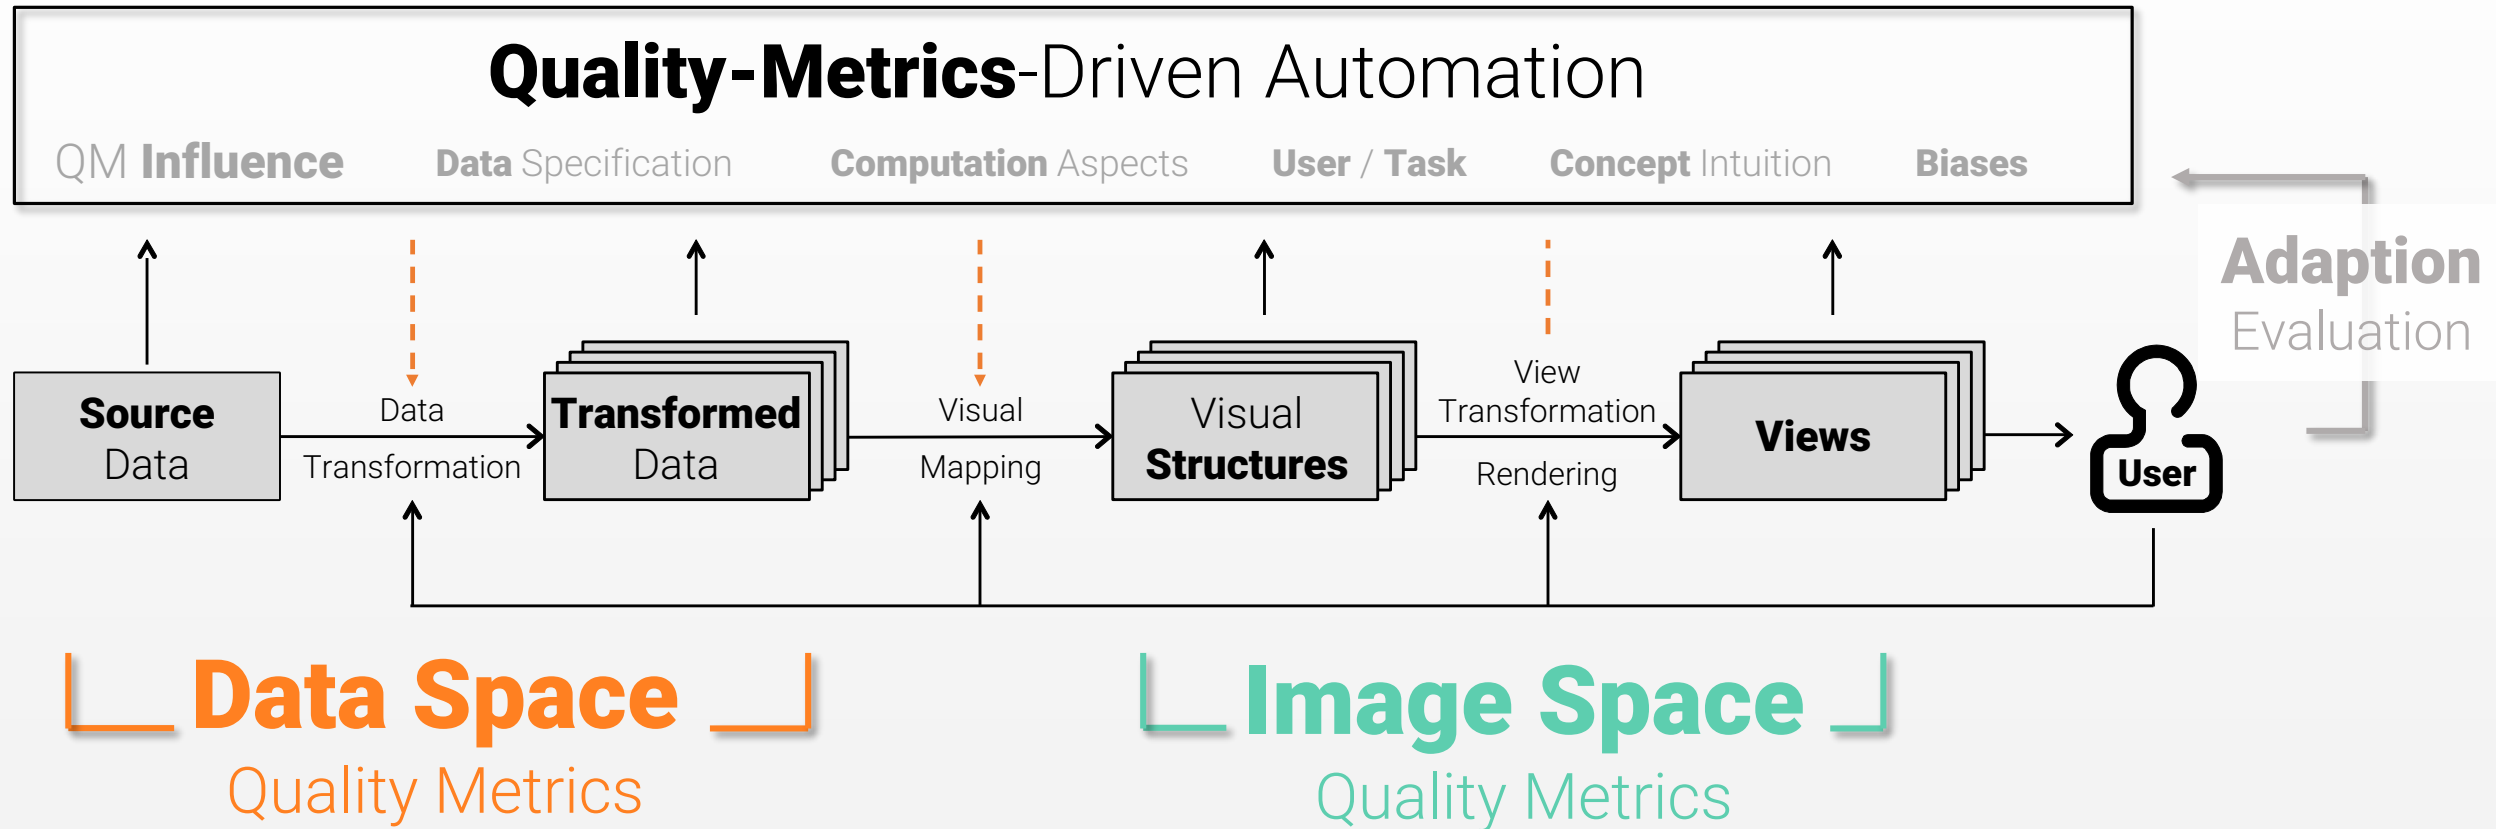 Quality-Metrics-Driven Automation
QM Influence
Data Specification
Computation Aspects
User / Task
Concept Intuition
Biases
Adaption
Evaluation
Source
Data
Data
Transformation
Transformed
Data
Visual
Mapping
Visual
Structures
View
Transformation
Rendering
Views
User
Data Space
Quality Metrics
Image Space
Quality Metrics